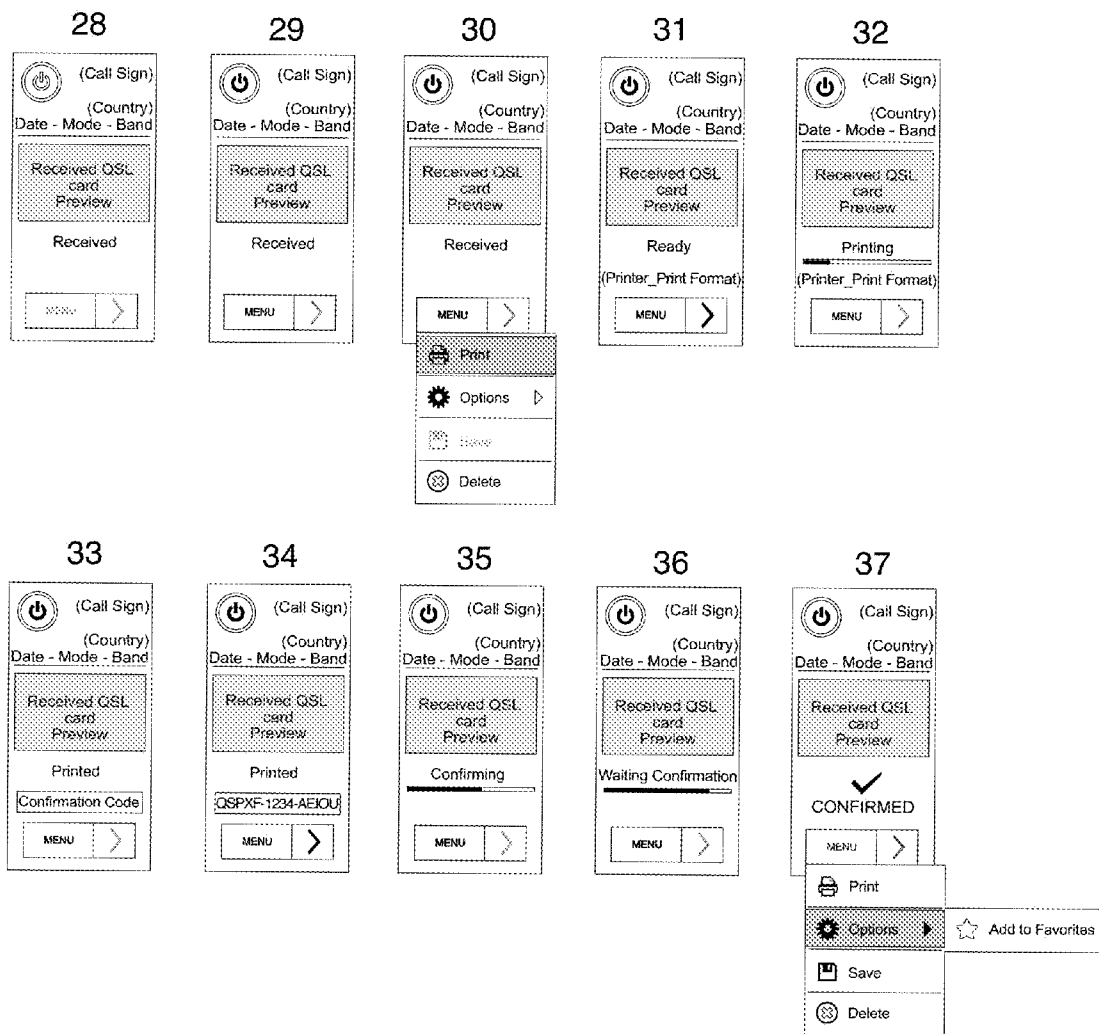 28
(Call Sign)
(Country)
Date - Mode - Band
Received QSL
card
Preview
Received
MENU
29
(Call Sign)
(Country)
Date - Mode - Band
Received QSL
card
Preview
Received
MENU
30
(Call Sign)
(Country)
Date - Mode - Band
Received QSL
card
Preview
Received
MENU
Print
Options
Save
Delete
31
(Call Sign)
(Country)
Date - Mode - Band
Received QSL
card
Preview
Ready
(Printer_Print Format)
MENU
32
(Call Sign)
(Country)
Date - Mode - Band
Received QSL
card
Preview
Printing
(Printer_Print Format)
MENU
33
(Call Sign)
(Country)
Date - Mode - Band
Received QSL
card
Preview
Printed
Confirmation Code
MENU
34
(Call Sign)
(Country)
Date - Mode - Band
Received QSL
card
Preview
Printed
QSPXF-1234-AEIOU
MENU
35
(Call Sign)
(Country)
Date - Mode - Band
Received QSL
card
Preview
Confirming
MENU
36
(Call Sign)
(Country)
Date - Mode - Band
Received QSL
card
Preview
Waiting Confirmation
MENU
37
(Call Sign)
(Country)
Date - Mode - Band
Received QSL
card
Preview
CONFIRMED
MENU
Print
Options
Add to Favorites
Save
Delete